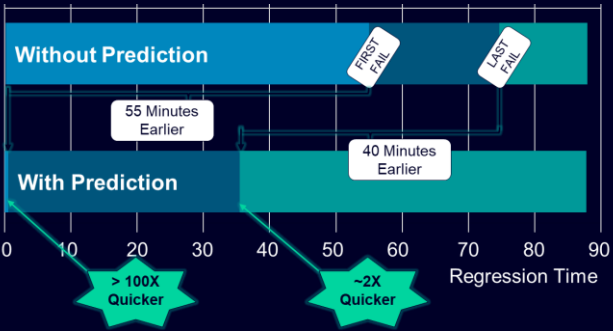 Without Prediction
FIRST
FAIL
LAST
FAIL
55 Minutes
Earlier
40 Minutes
Earlier
With Prediction
0 10 20 30 40 50 60 70 80 90
> 100X
Quicker
~2X
Quicker
Regression Time